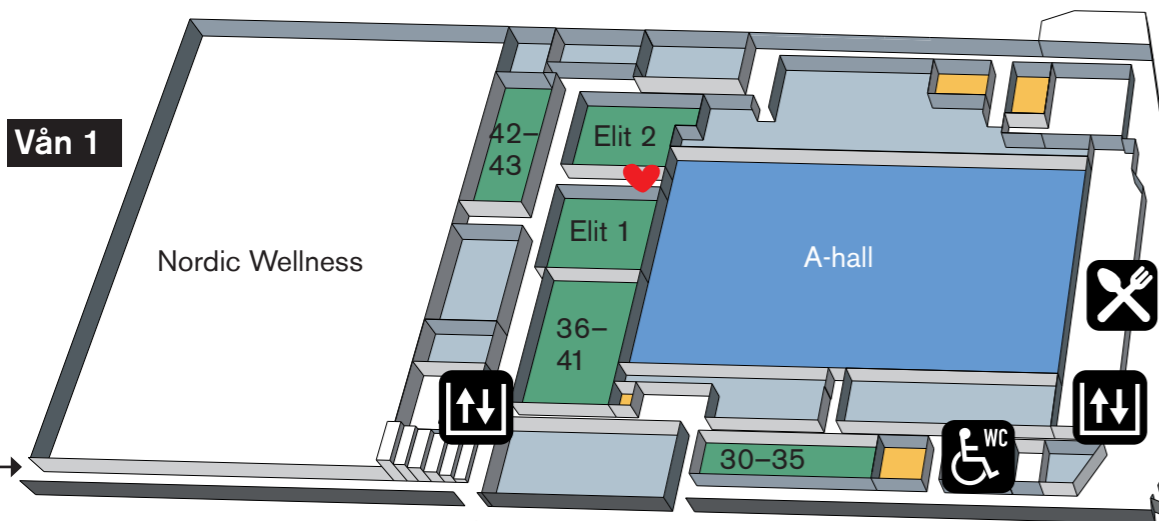 Vån 1
42–
43
Elit 2
Elit 1
Nordic Wellness
A-hall
36–
41
WC
30–35